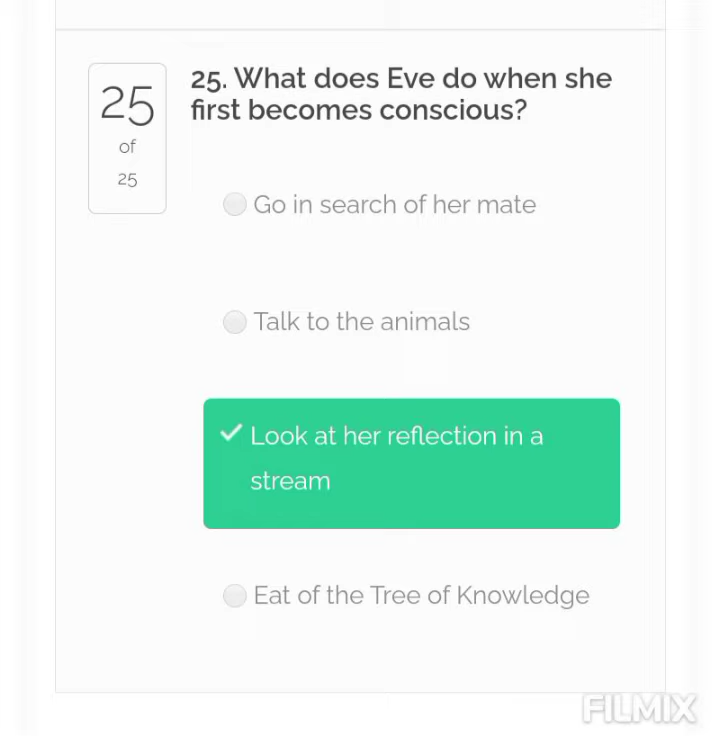 25
of
25
25. What does Eve do when she
first becomes conscious?
Go in search of her mate
Talk to the animals
Look at her reflection in a
stream
Eat of the Tree of Knowledge
FILMIX